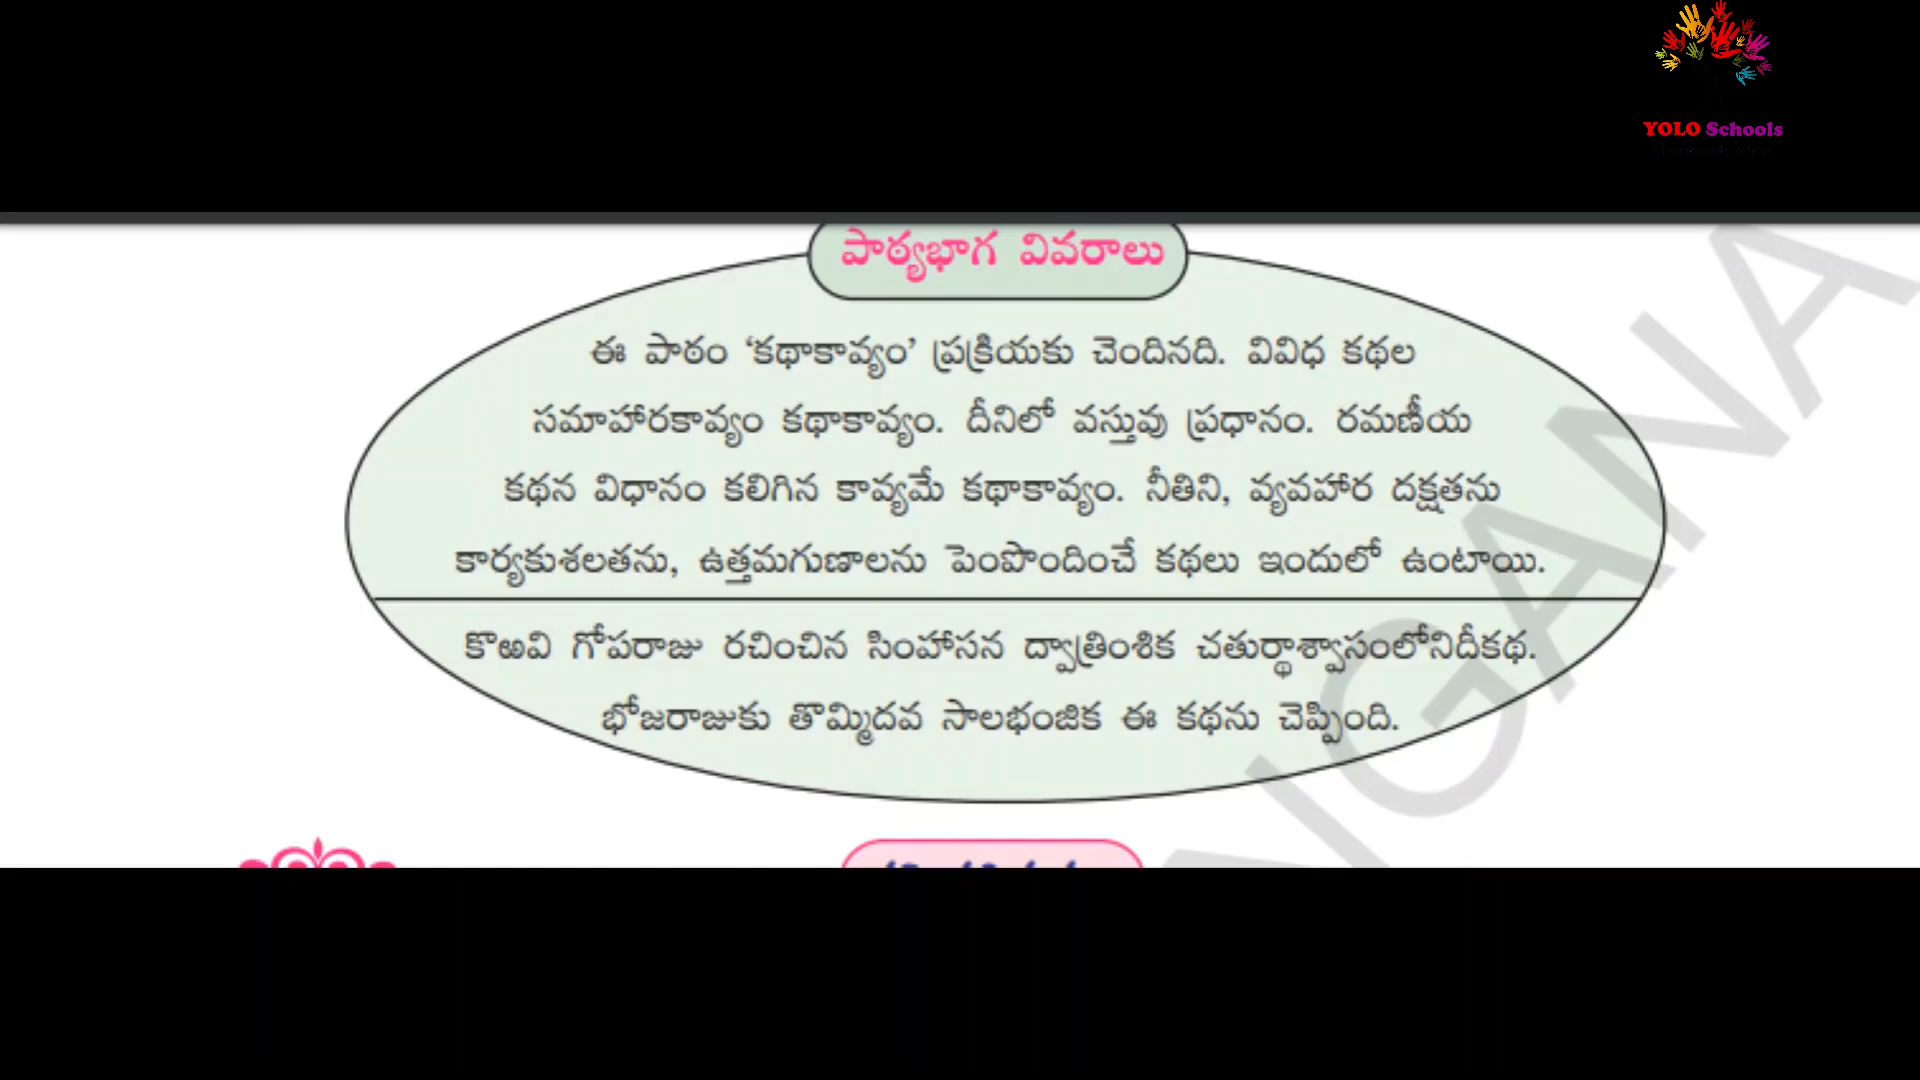 YOLO Schools
పాఠ్యభాగ వివరాలు
ఈ పాఠం ‘కథాకావ్యం’ ప్రక్రియకు చెందినది. వివిధ కథల
సమాహారకావ్యం కథాకావ్యం. దీనిలో వస్తువు ప్రధానం. రమణీయ
కథన విధానం కలిగిన కావ్యమే కథాకావ్యం. నీతిని, వ్యవహార దక్షతను
కార్యకుశలతను, ఉత్తమగుణాలను పెంపొందించే కథలు ఇందులో ఉంటాయి.
కొఱవి గోపరాజు రచించిన సింహాసన ద్వాత్రింశిక చతుర్థాశ్వాసంలోనిదీకథ.
భోజరాజుకు తొమ్మిదవ సాలభంజిక ఈ కథను చెప్పింది.